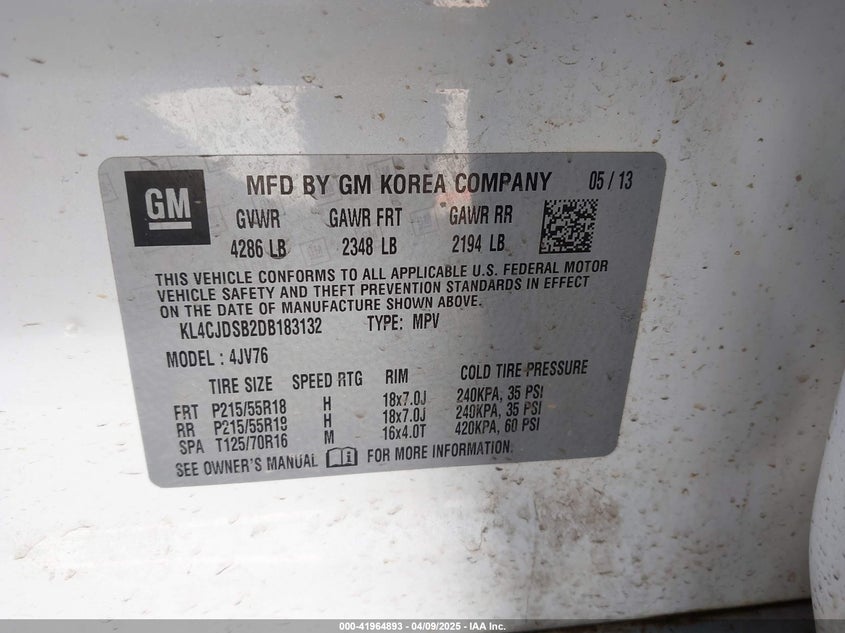 GM
MFD BY GM KOREA COMPANY 05 / 13
GVWR GAWR FRT GAWR RR
4286 LB 2348 LB 2194 LB
THIS VEHICLE CONFORMS TO ALL APPLICABLE U.S. FEDERAL MOTOR
VEHICLE SAFETY AND THEFT PREVENTION STANDARDS IN EFFECT
ON THE DATE OF MANUFACTURE SHOWN ABOVE.
KL4CJDSB2DB183132 TYPE: MPV
MODEL : 4JV76
TIRE SIZE SPEED RTG RIM COLD TIRE PRESSURE
FRT P215/55R18 H 18x7.0J 240KPA, 35 PSI
RR P215/55R19 H 18x7.0J 240KPA, 35 PSI
SPA T125/70R16 M 16x4.0T 420KPA, 60 PSI
SEE OWNER'S MANUAL FOR MORE INFORMATION.
000-41964893 - 04/09/2025 - IAA Inc.